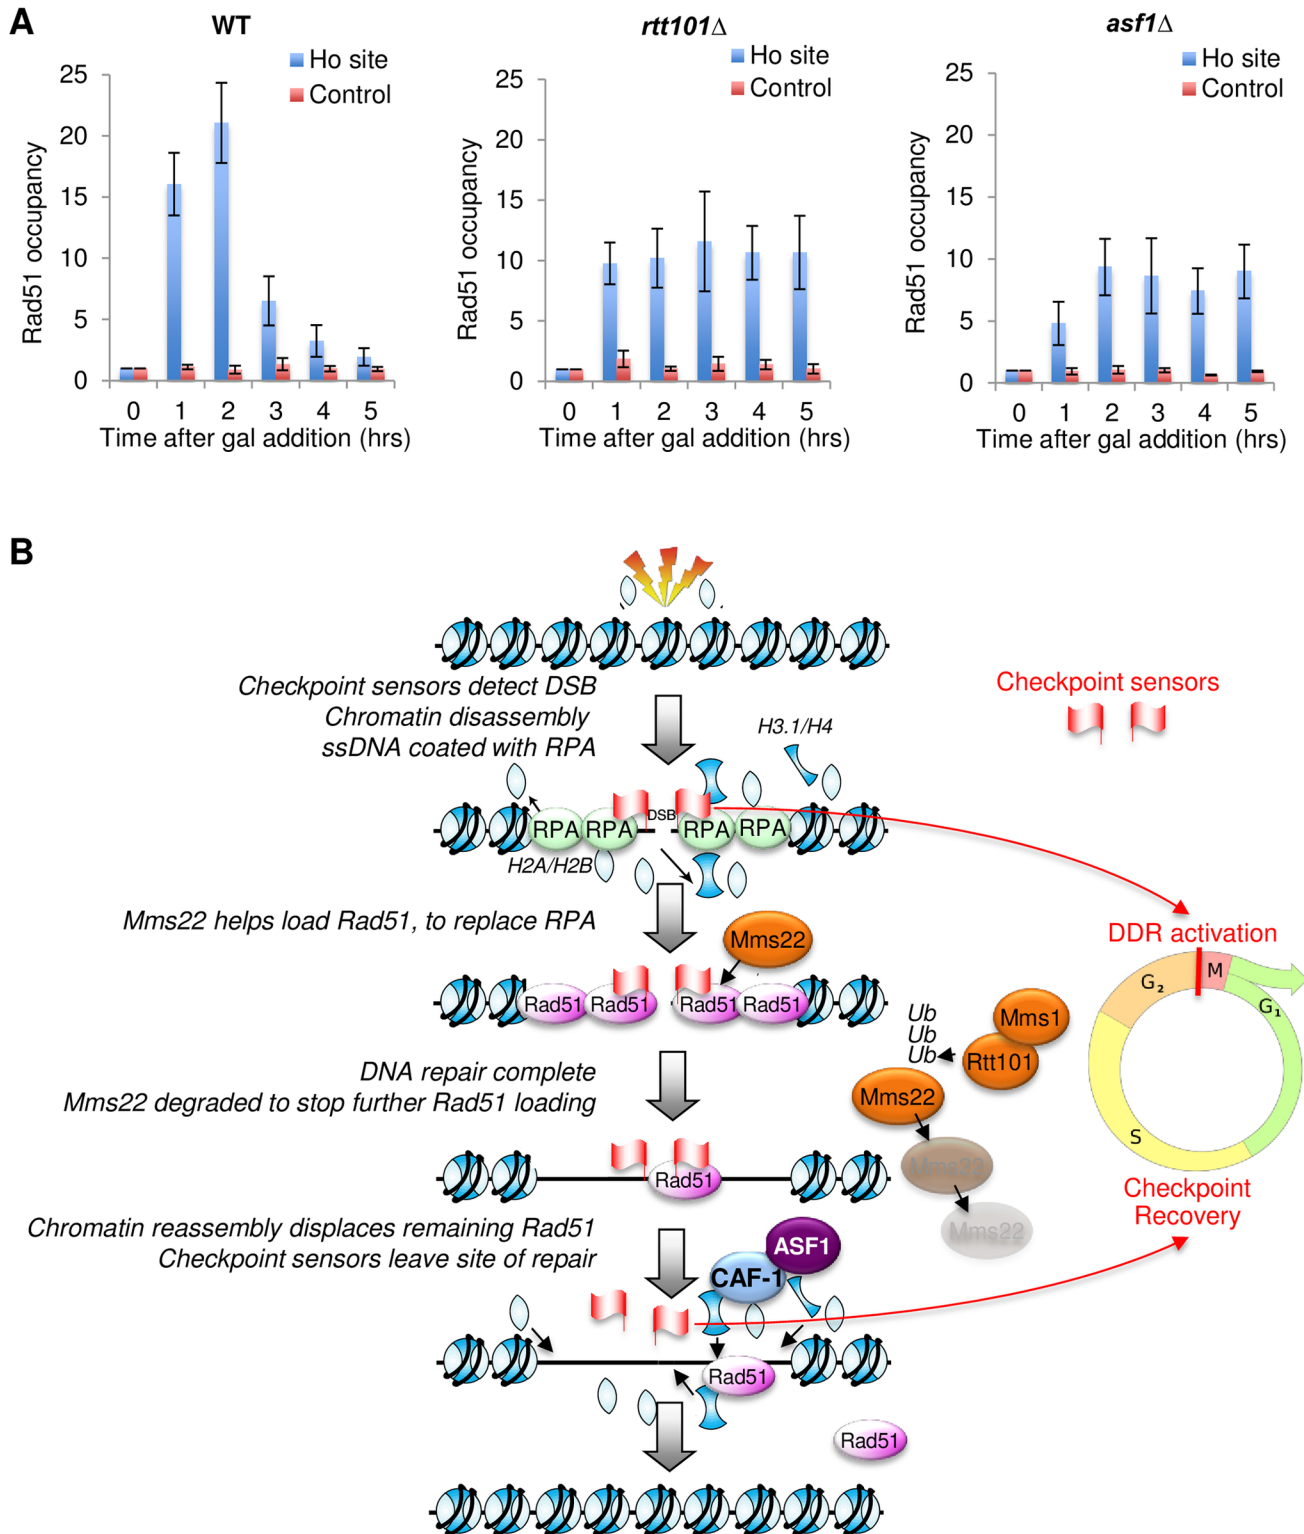 A
WT
Ho site
Control
25
20
15
10
5
0
Rad51 occupancy
0 1 2 3 4 5
Time after gal addition (hrs)
rtt101Δ
Ho site
Control
25
20
15
10
5
0
Rad51 occupancy
0 1 2 3 4 5
Time after gal addition (hrs)
asf1Δ
Ho site
Control
25
20
15
10
5
0
Rad51 occupancy
0 1 2 3 4 5
Time after gal addition (hrs)
B
Checkpoint sensors detect DSB
Chromatin disassembly
ssDNA coated with RPA
H3.1/H4
Checkpoint sensors
RPA RPA DSB RPA RPA
H2A/H2B
Mms22 helps load Rad51, to replace RPA
Mms22
DDR activation
Rad51 Rad51 Rad51 Rad51
G2 M G1 S
Ub
Ub
Ub
Mms1
Rtt101
DNA repair complete
Mms22 degraded to stop further Rad51 loading
Mms22
Mms22
Mms22
Rad51
Checkpoint
Recovery
Chromatin reassembly displaces remaining Rad51
Checkpoint sensors leave site of repair
ASF1
CAF-1
Rad51
Rad51